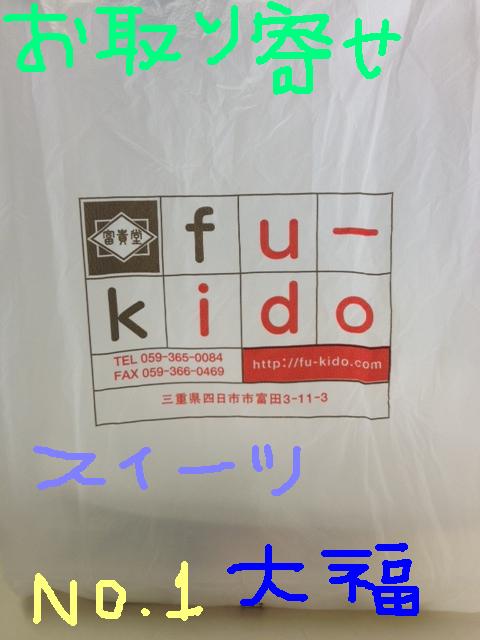 お取り寄せ
富貴堂
fu-
kido
TEL 059-365-0084
FAX 059-366-0469
http://fu-kido.com
三重県四日市市富田3-11-3
スイーツ
NO.1 大福